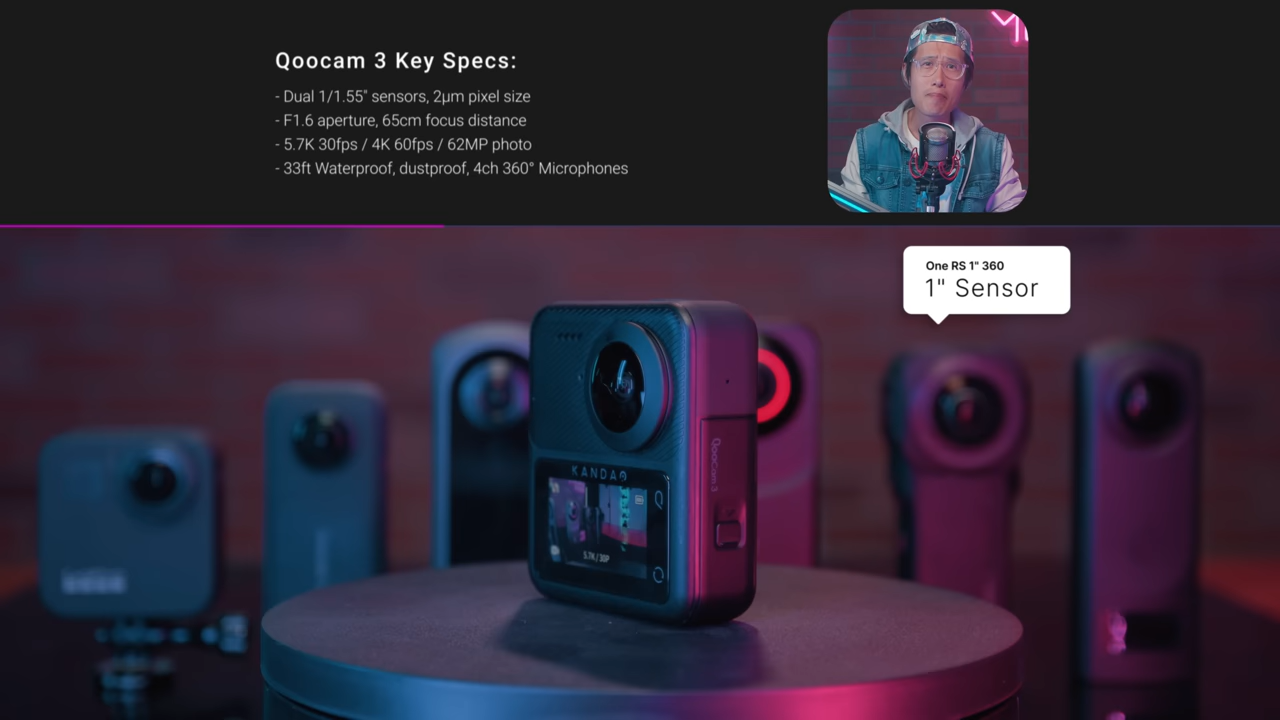 Qoocam 3 Key Specs:
- Dual 1/1.55" sensors, 2μm pixel size
- F1.6 aperture, 65cm focus distance
- 5.7K 30fps / 4K 60fps / 62MP photo
- 33ft Waterproof, dustproof, 4ch 360° Microphones
One RS 1" 360
1" Sensor
KANDAO
QooCam 3
5.7K / 30P